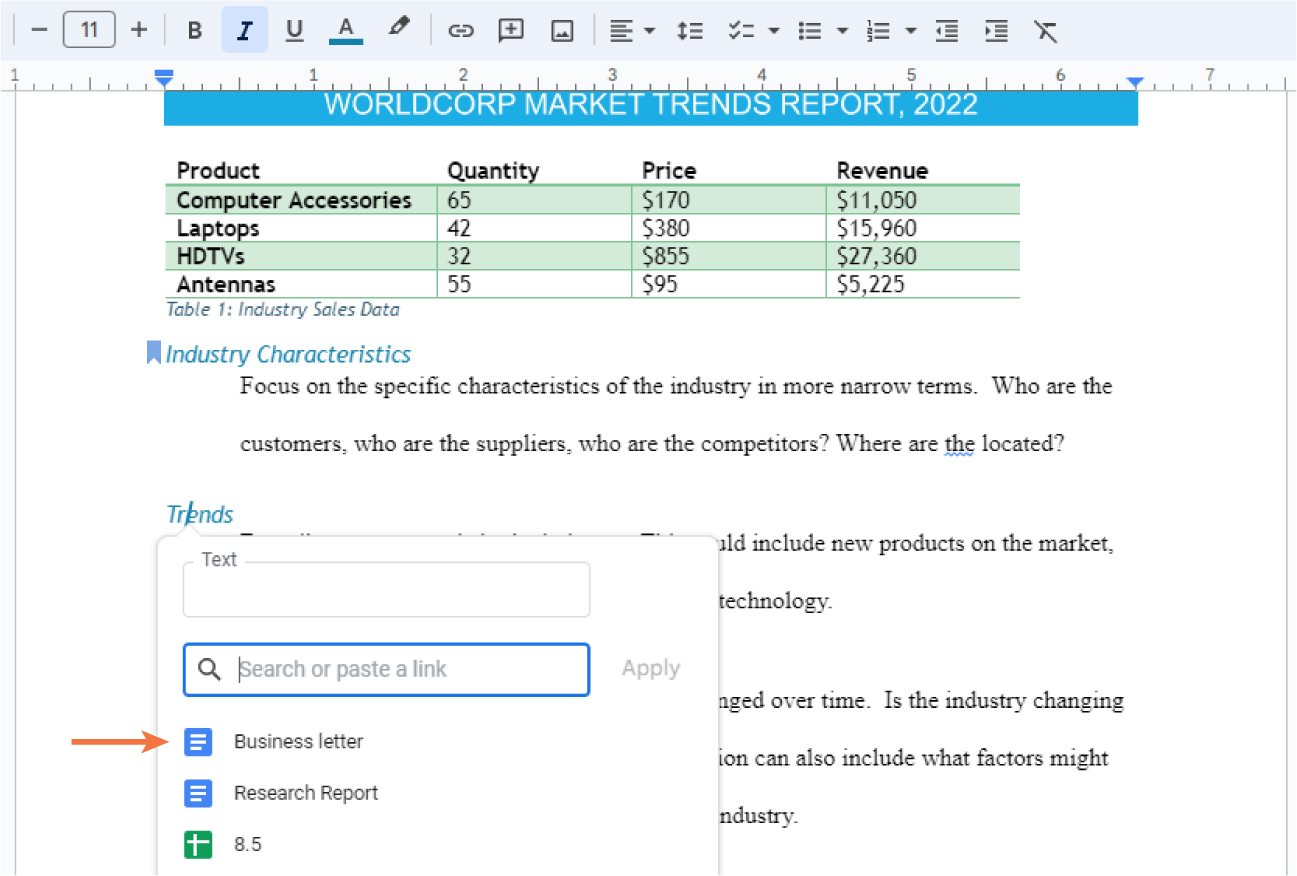 11 B I U A
1 1 2 3 4 5 6 7
WORLDCORP MARKET TRENDS REPORT, 2022
Product Quantity Price Revenue
Computer Accessories 65 $170 $11,050
Laptops 42 $380 $15,960
HDTVs 32 $855 $27,360
Antennas 55 $95 $5,225
Table 1: Industry Sales Data
Industry Characteristics
Focus on the specific characteristics of the industry in more narrow terms.  Who are the
customers, who are the suppliers, who are the competitors? Where are the located?
Trends
uld include new products on the market,
Text
technology.
Search or paste a link Apply
nged over time.  Is the industry changing
Business letter
ion can also include what factors might
Research Report
ndustry.
8.5